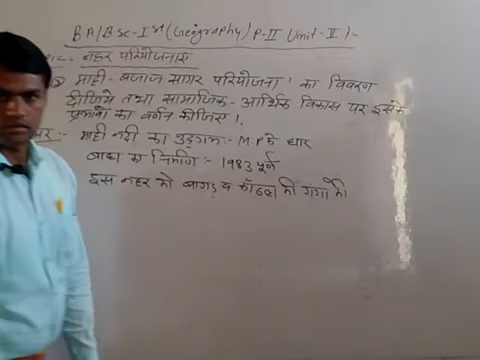 BA/BSc-Ist (Geography) P-II (Unit-V) :-
नहर परियोजनाएँ
माही - बजाज सागर परियोजना' का विवरण
दीजिये तथा सामाजिक - आर्थिक विकास पर इसके
प्रभावों का वर्णन कीजिए।
माही नदी का उद्गम :- M.P के धार
बाँध का निर्माण :- 1983 पूर्ण
इस नहर को बागड़ व कांठल की गंगा की